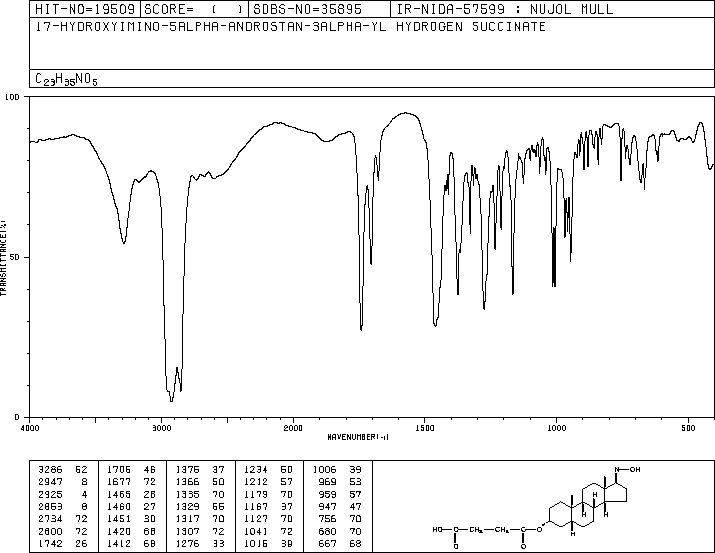 HIT-NO=19509 SCORE= ( ) SDBS-NO=35895 IR-NIDA-57599 : NUJOL MULL
17-HYDROXYIMINO-5ALPHA-ANDROSTAN-3ALPHA-YL HYDROGEN SUCCINATE
C23H35NO5
100
50
0
TRANSMITTANCE(%)
4000 3000 2000 1500 1000 500
WAVENUMBER(-1)
3286 52 1706 46 1376 37 1234 50 1006 39
2947 8 1677 72 1366 50 1212 57 969 53
2925 4 1465 26 1335 70 1179 70 959 57
2853 8 1460 27 1329 55 1167 37 947 47
2734 72 1451 30 1317 70 1127 70 756 70
2600 72 1420 68 1307 72 1041 72 680 70
1742 26 1412 68 1276 33 1015 39 667 68
N—OH
HO—C—CH2—CH2—C—O
O O
H H H H